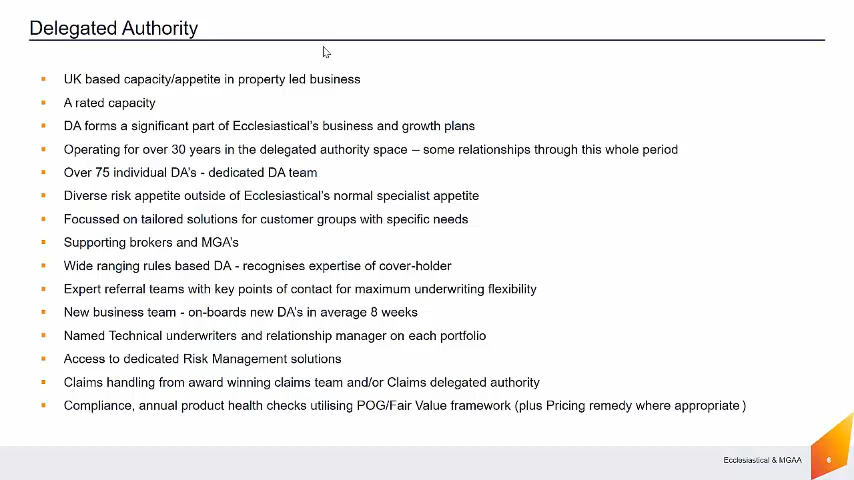 Delegated Authority
UK based capacity/appetite in property led business
A rated capacity
DA forms a significant part of Ecclesiastical's business and growth plans
Operating for over 30 years in the delegated authority space – some relationships through this whole period
Over 75 individual DA's - dedicated DA team
Diverse risk appetite outside of Ecclesiastical's normal specialist appetite
Focussed on tailored solutions for customer groups with specific needs
Supporting brokers and MGA's
Wide ranging rules based DA - recognises expertise of cover-holder
Expert referral teams with key points of contact for maximum underwriting flexibility
New business team - on-boards new DA's in average 8 weeks
Named Technical underwriters and relationship manager on each portfolio
Access to dedicated Risk Management solutions
Claims handling from award winning claims team and/or Claims delegated authority
Compliance, annual product health checks utilising POG/Fair Value framework (plus Pricing remedy where appropriate )
Ecclesiastical & MGAA 6